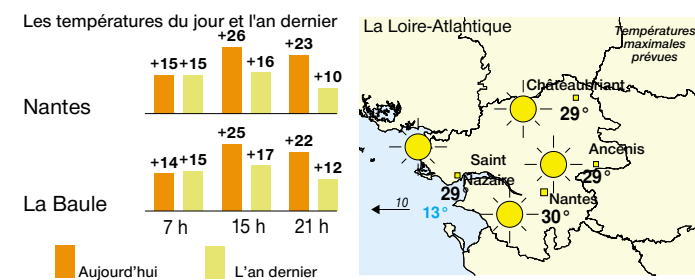 Les températures du jour et l'an dernier
+15 +15 +26 +16 +23 +10
Nantes
+14 +15 +25 +17 +22 +12
La Baule
7 h 15 h 21 h
Aujourd'hui
L'an dernier
La Loire-Atlantique
Températures
maximales
prévues
Châteaubriant
29°
Ancenis
29°
Saint
Nazaire
29°
13°
10
Nantes
30°